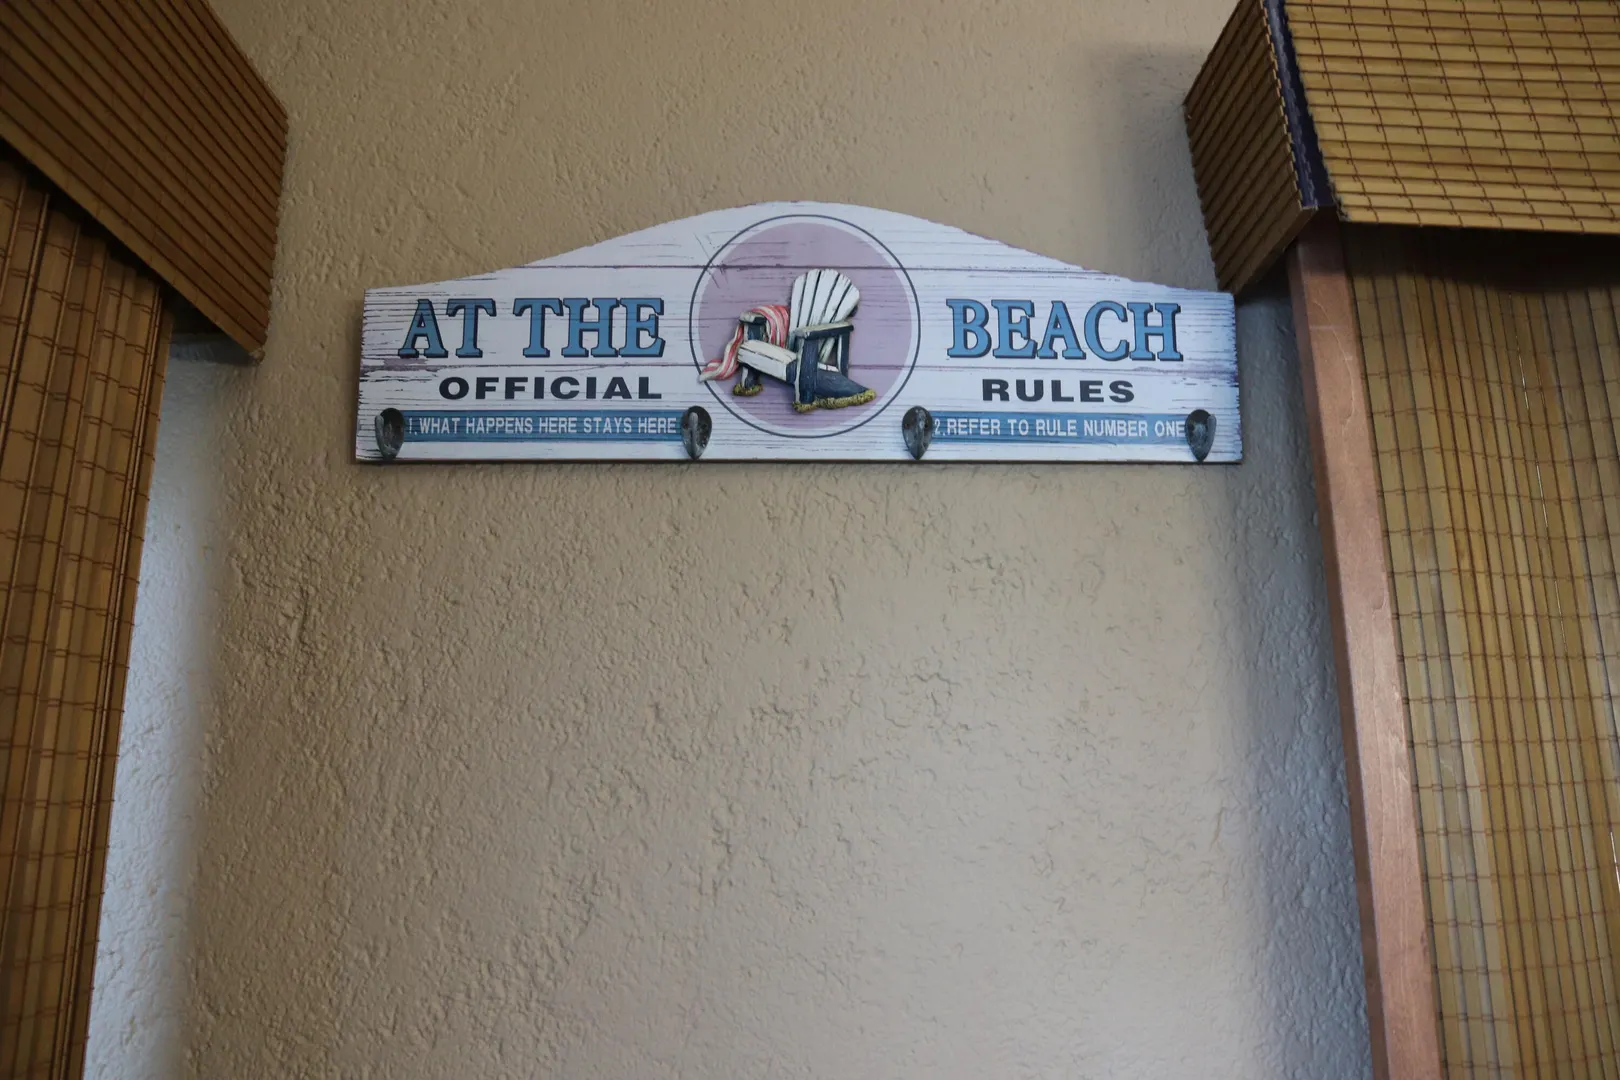 AT THE BEACH
OFFICIAL RULES
1. WHAT HAPPENS HERE STAYS HERE
2. REFER TO RULE NUMBER ONE